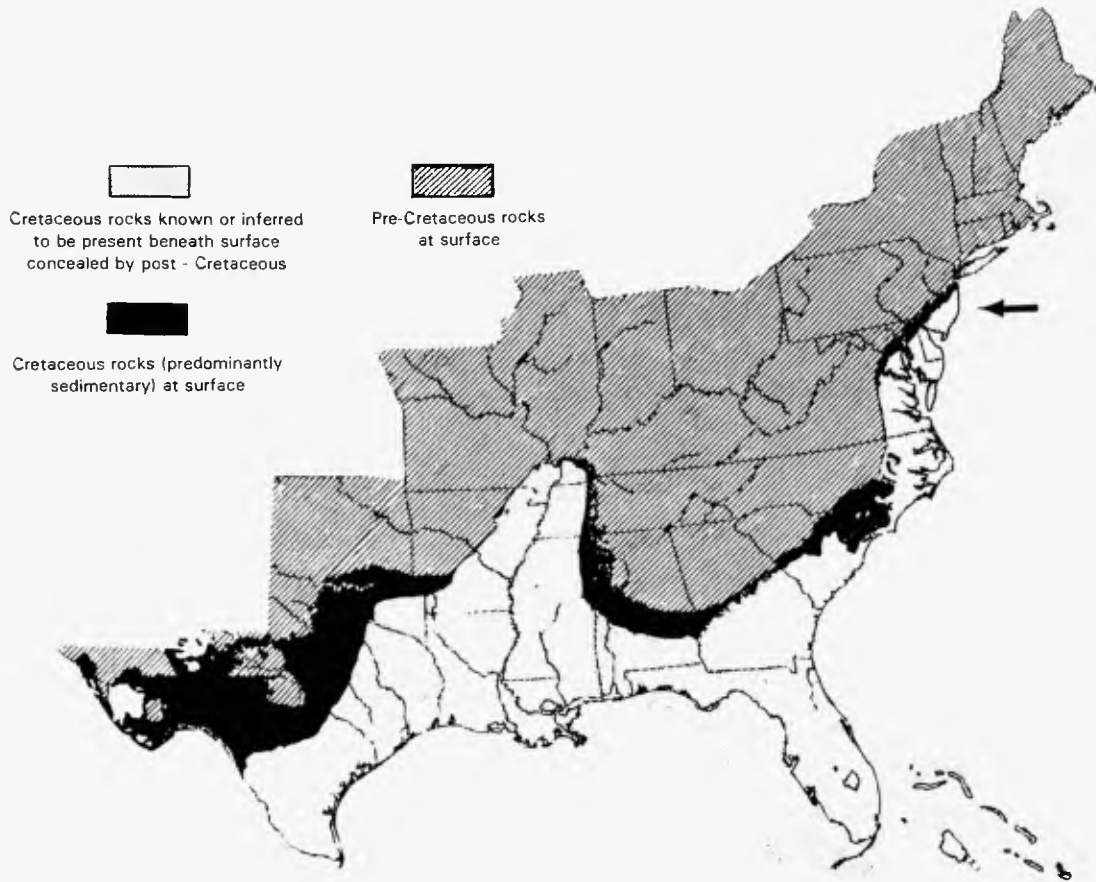 Cretaceous rocks known or inferred
to be present beneath surface
concealed by post - Cretaceous
Pre-Cretaceous rocks
at surface
Cretaceous rocks (predominantly
sedimentary) at surface